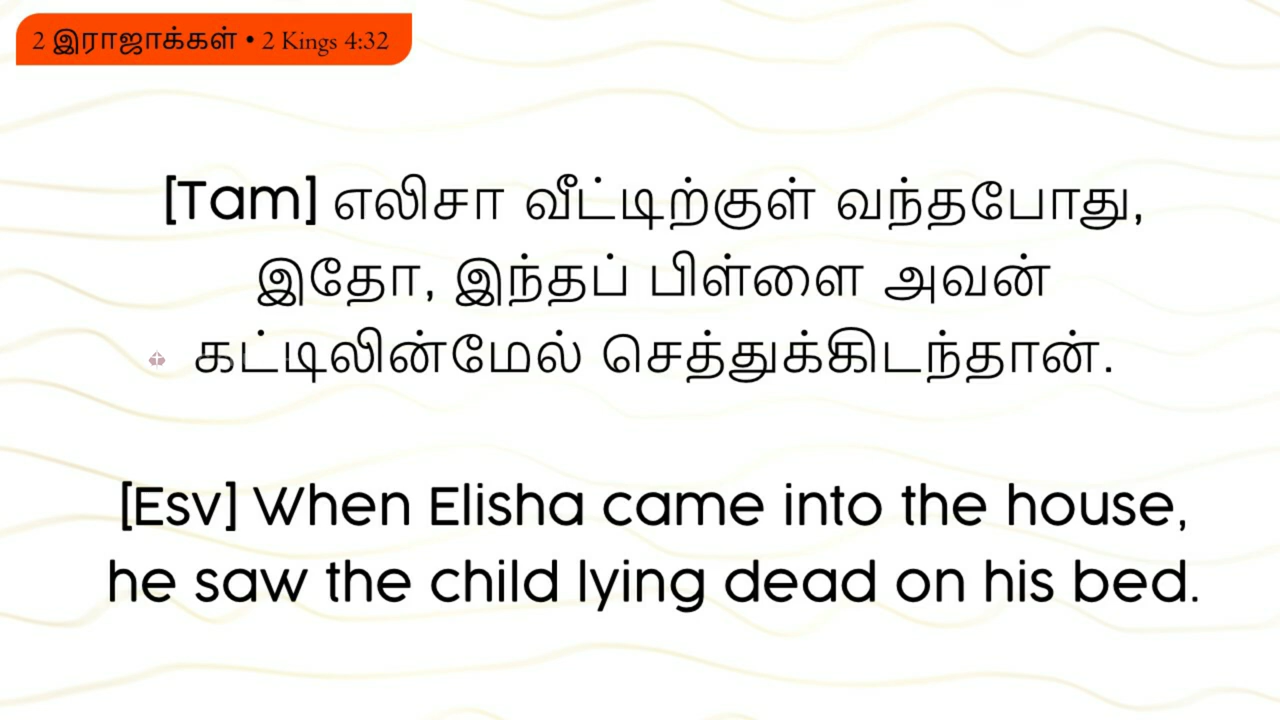 2 இராஜாக்கள் • 2 Kings 4:32
[Tam] எலிசா வீட்டிற்குள் வந்தபோது,
இதோ, இந்தப் பிள்ளை அவன்
கட்டிலின்மேல் செத்துக்கிடந்தான்.
[Esv] When Elisha came into the house,
he saw the child lying dead on his bed.